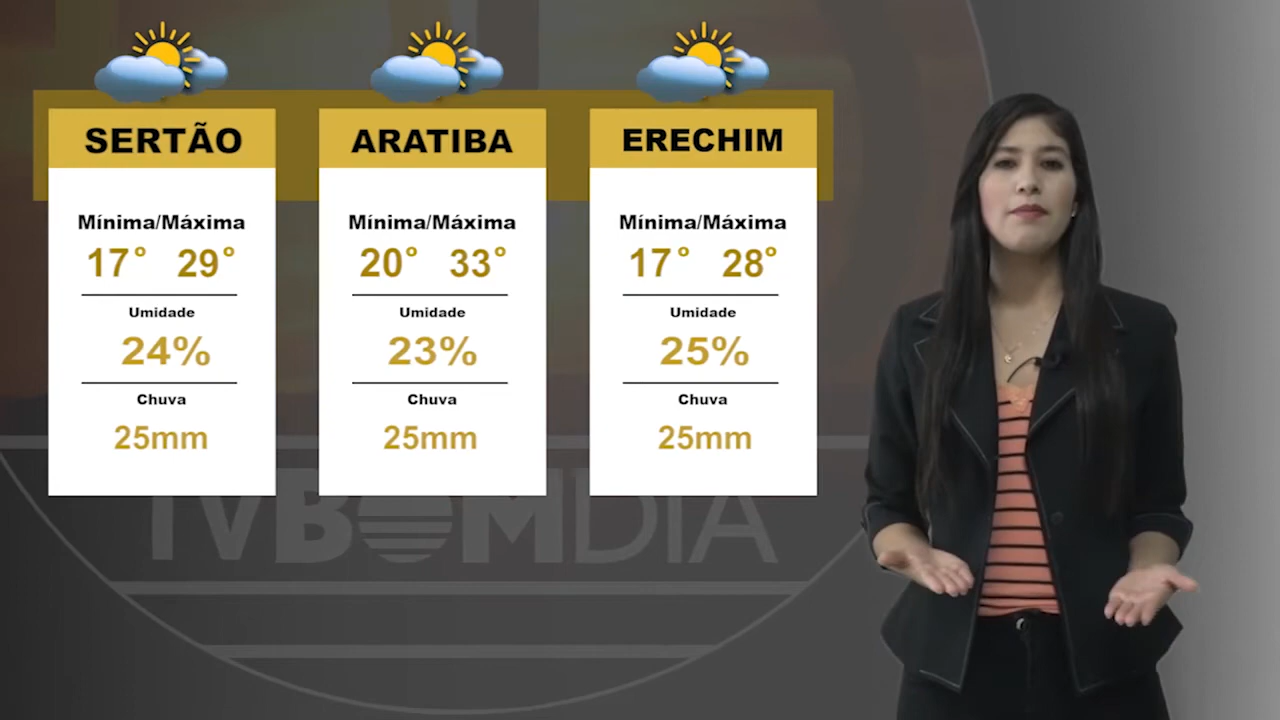 SERTÃO
Mínima/Máxima
17° 29°
Umidade
24%
Chuva
25mm
ARATIBA
Mínima/Máxima
20° 33°
Umidade
23%
Chuva
25mm
ERECHIM
Mínima/Máxima
17° 28°
Umidade
25%
Chuva
25mm
TVBOMDIA